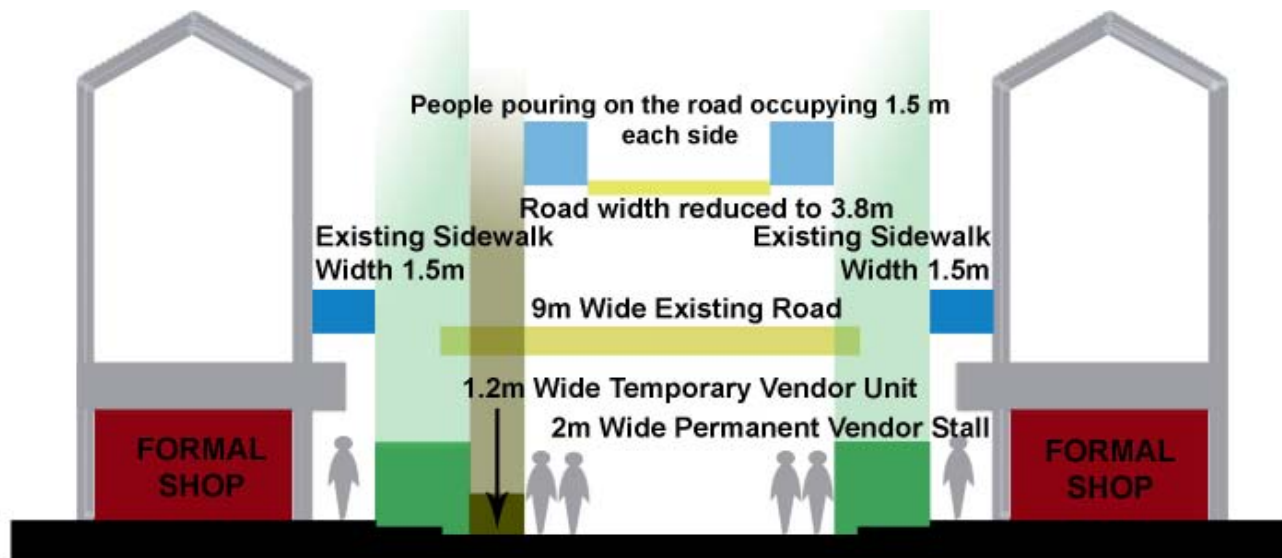 People pouring on the road occupying 1.5 m
each side
Road width reduced to 3.8m
Existing Sidewalk
Width 1.5m
Existing Sidewalk
Width 1.5m
9m Wide Existing Road
1.2m Wide Temporary Vendor Unit
2m Wide Permanent Vendor Stall
FORMAL
SHOP
FORMAL
SHOP